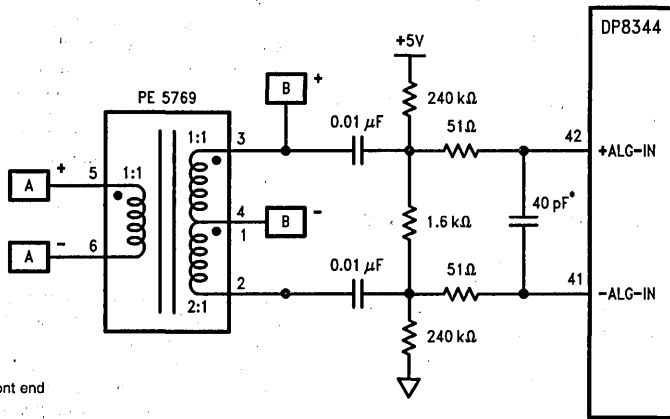 DP8344
+5V
B +
PE 5769
240 kΩ
0.01 μF
51Ω
1:1 3
42 +ALG-IN
A + 5 1:1
4 B -
1
1.6 kΩ
40 pF*
A - 6
0.01 μF
51Ω
2
41 -ALG-IN
2:1
240 kΩ
ont end